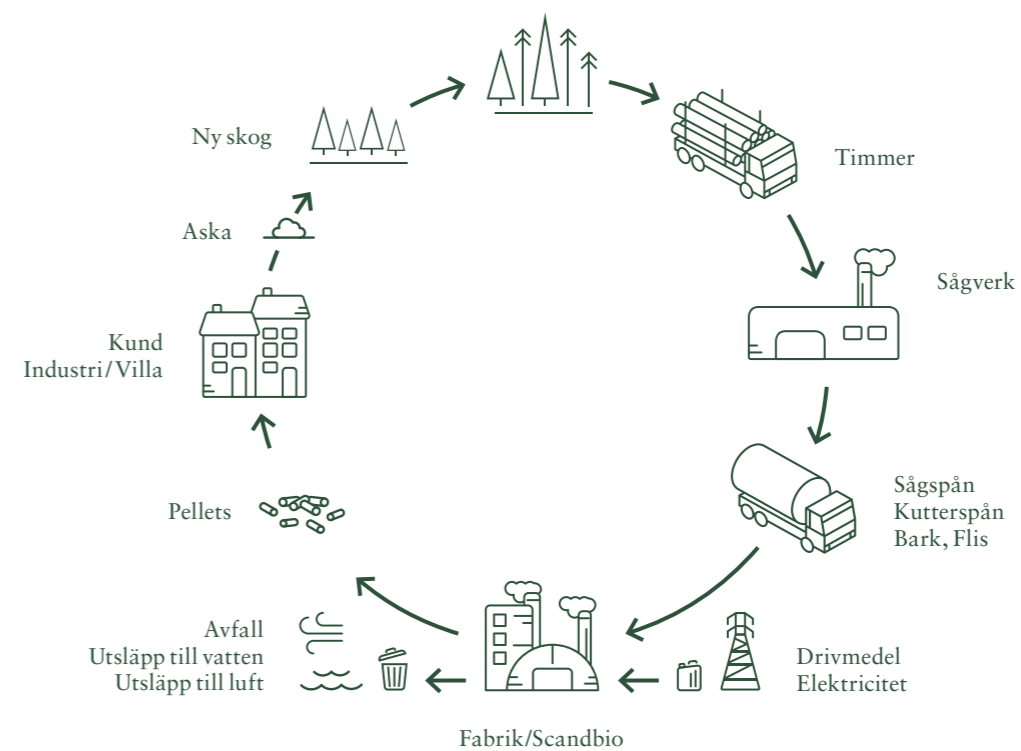 Ny skog
Timmer
Aska
Sågverk
Kund
Industri/Villa
Sågspån
Kutterspån
Bark, Flis
Pellets
Avfall
Utsläpp till vatten
Utsläpp till luft
Drivmedel
Elektricitet
Fabrik/Scandbio